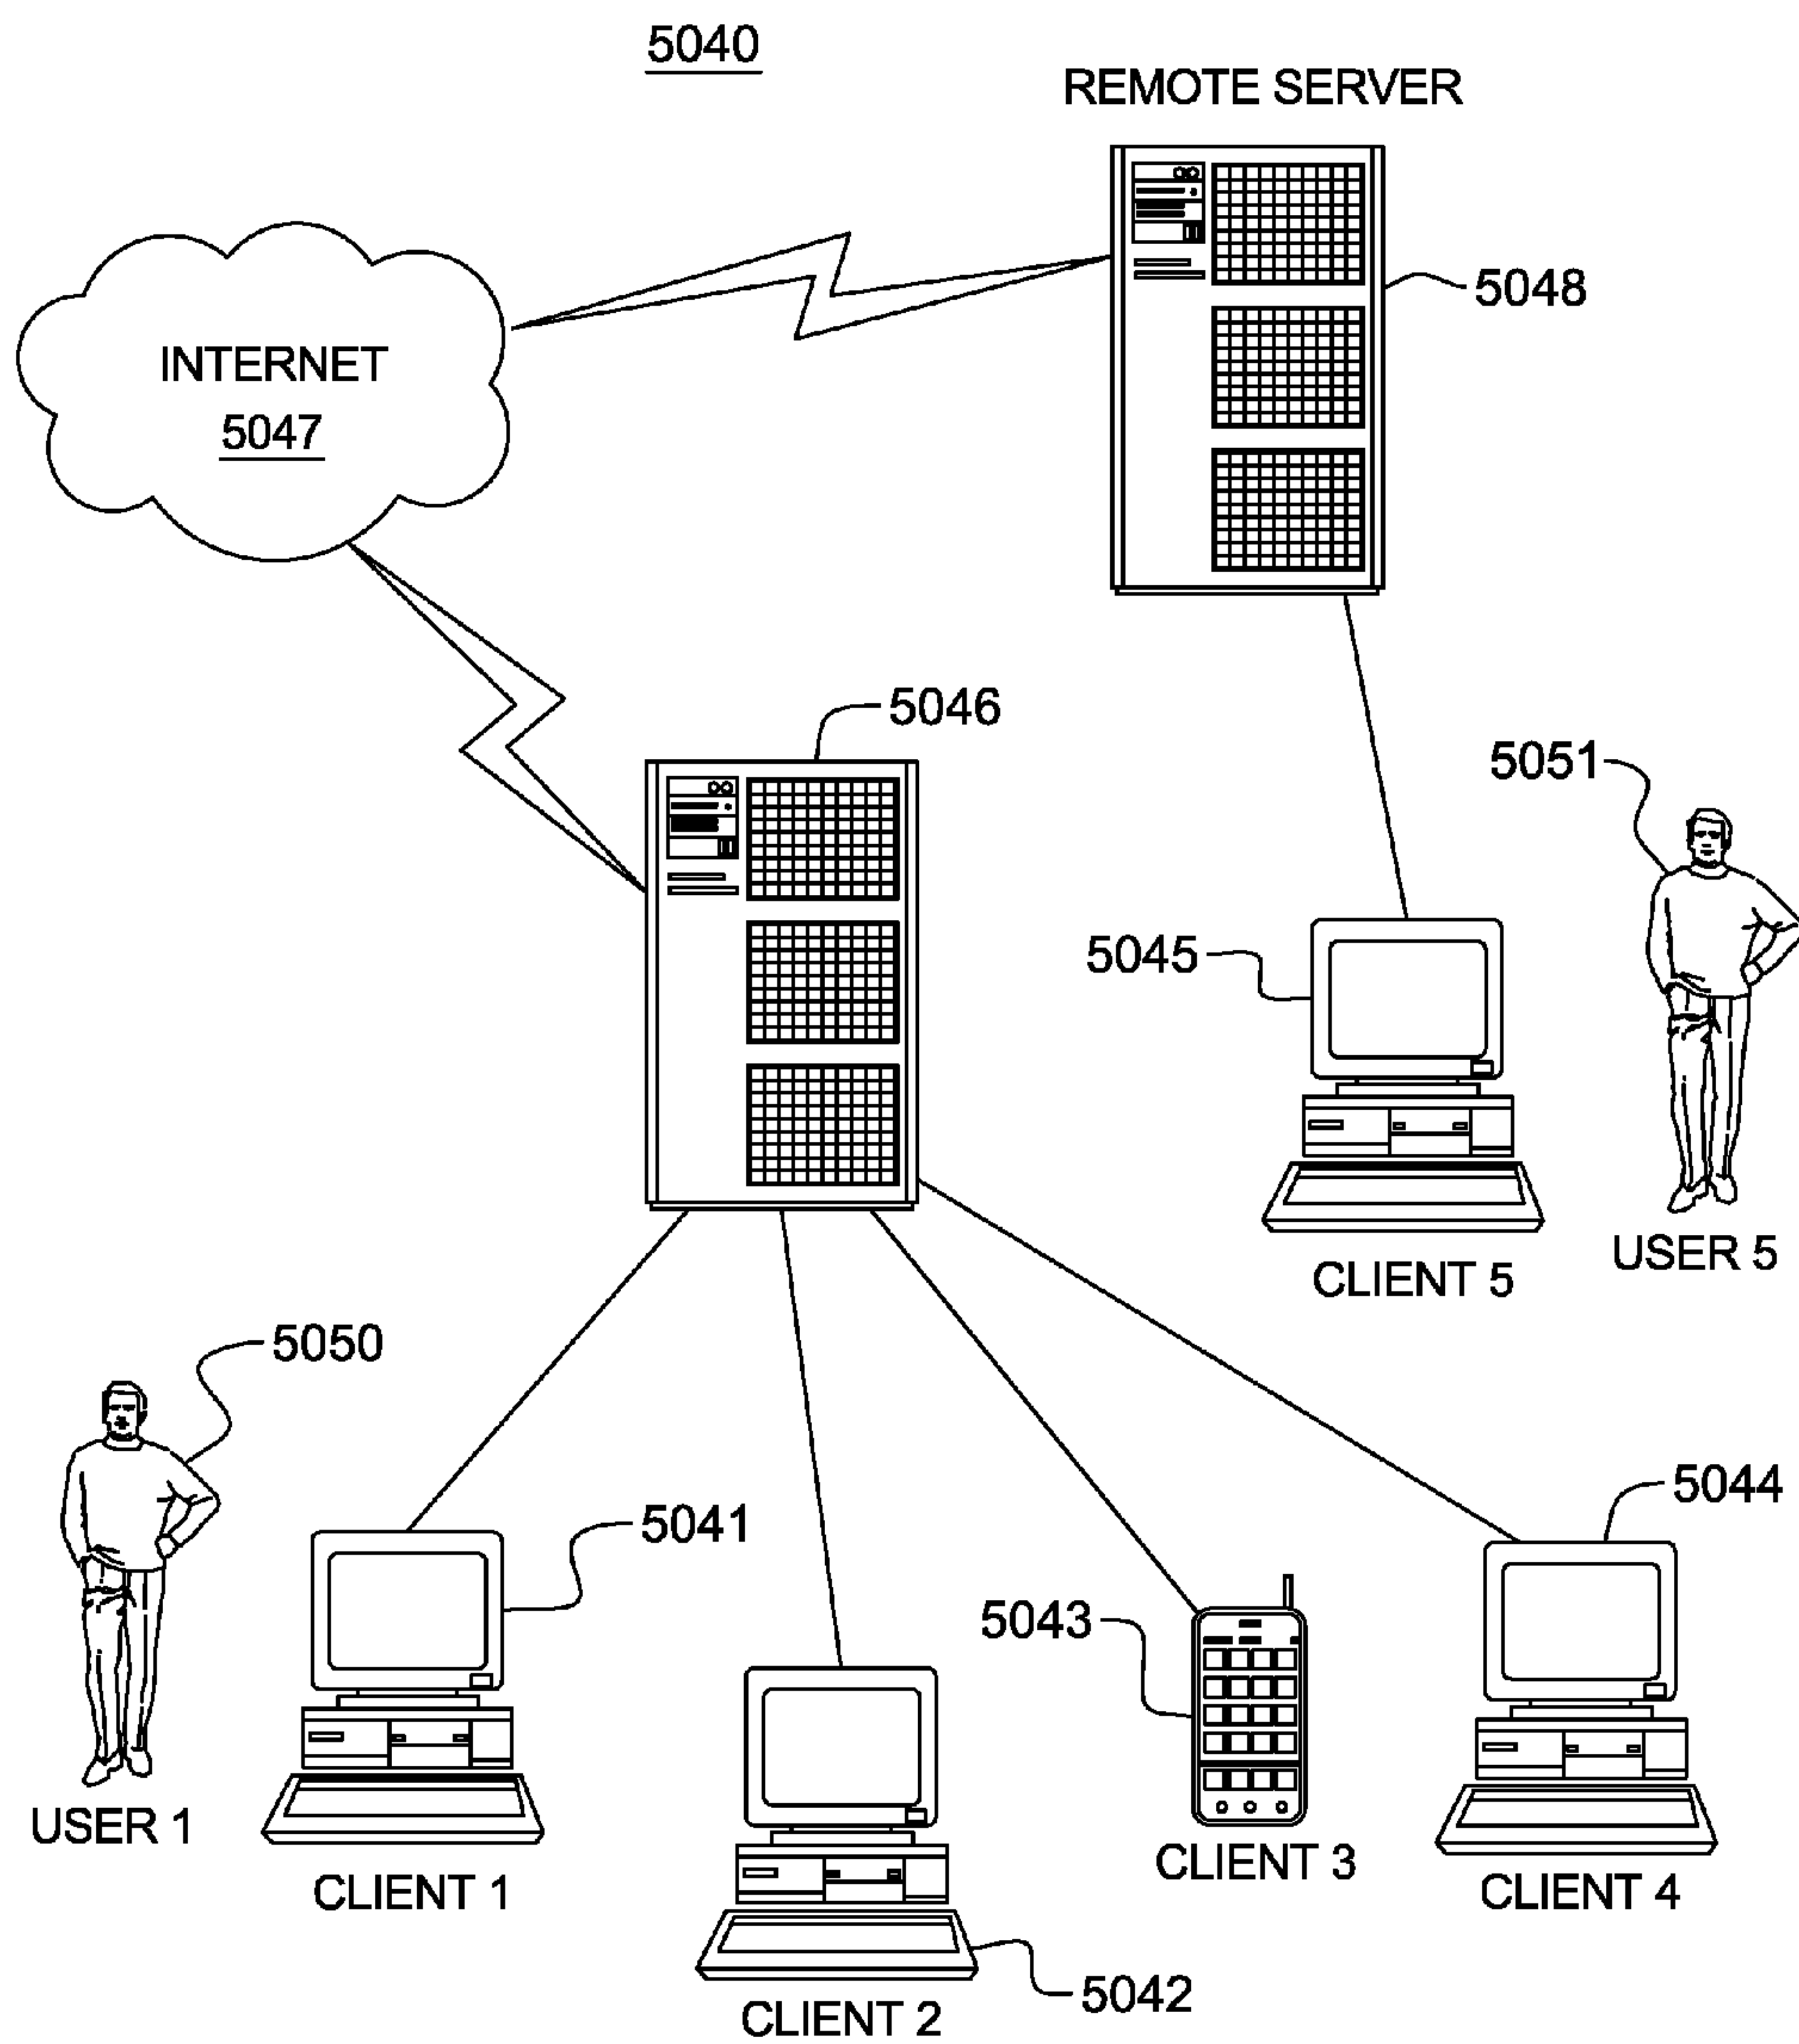 5040
REMOTE SERVER
5048
INTERNET
5047
5046
5051
5045
USER 5
CLIENT 5
5050
5044
5041
5043
USER 1
CLIENT 3
CLIENT 1
CLIENT 4
5042
CLIENT 2